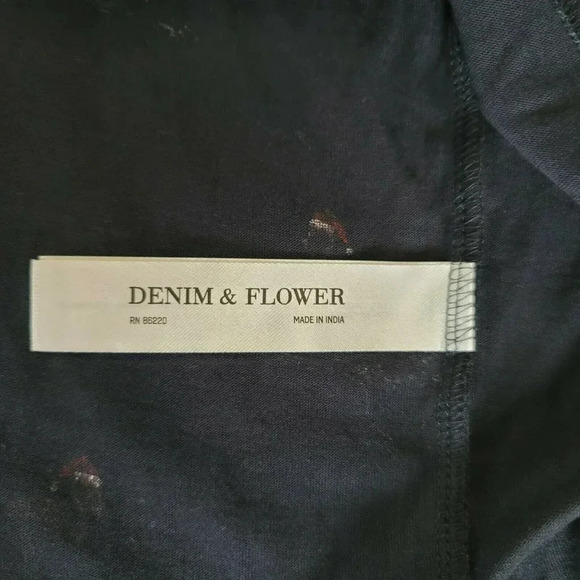 DENIM & FLOWER
RN 86220 MADE IN INDIA